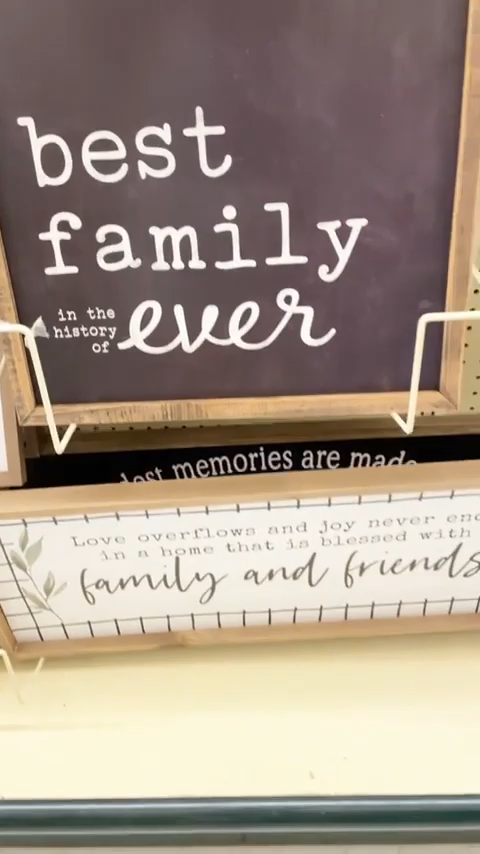 best
family
in the
history
of
ever
memories are
Love overflows and joy never
in a home that is blessed with
family and friends